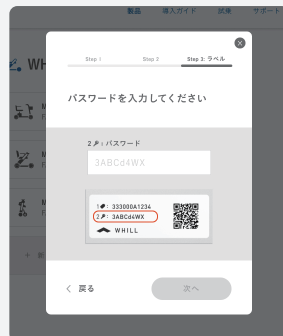 製品 導入ガイド 試乗 サポート
WH
Step 1 Step 2 Step 3: ラベル
パスワードを入力してください
2 : パスワード
3ABCd4WX
1 : 333000A1234
2 : 3ABCd4WX
WHILL
戻る
次へ